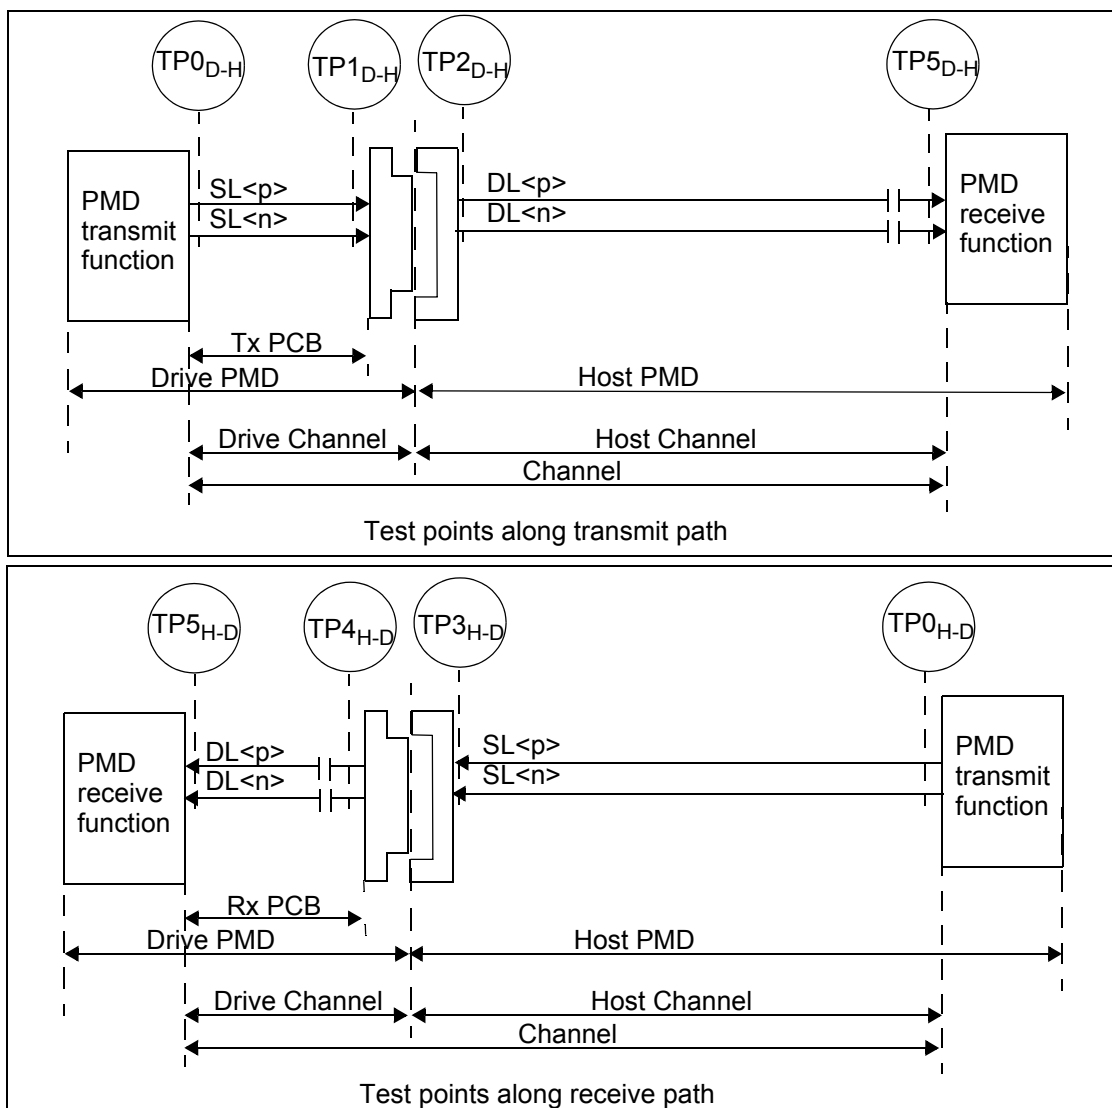 TP0D-H TP1D-H TP2D-H TP5D-H
PMD transmit function
SL<p>
SL<n>
DL<p>
DL<n>
PMD receive function
Tx PCB
Drive PMD
Host PMD
Drive Channel
Host Channel
Channel
Test points along transmit path
TP5H-D TP4H-D TP3H-D TP0H-D
PMD receive function
DL<p>
DL<n>
SL<p>
SL<n>
PMD transmit function
Rx PCB
Drive PMD
Host PMD
Drive Channel
Host Channel
Channel
Test points along receive path